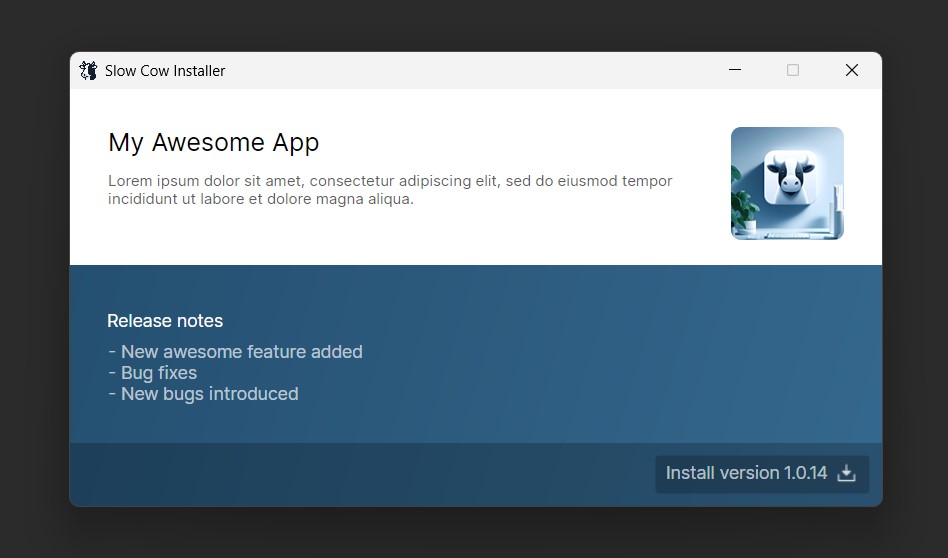 Slow Cow Installer
My Awesome App
Lorem ipsum dolor sit amet, consectetur adipiscing elit, sed do eiusmod tempor
incididunt ut labore et dolore magna aliqua.
Release notes
- New awesome feature added
- Bug fixes
- New bugs introduced
Install version 1.0.14